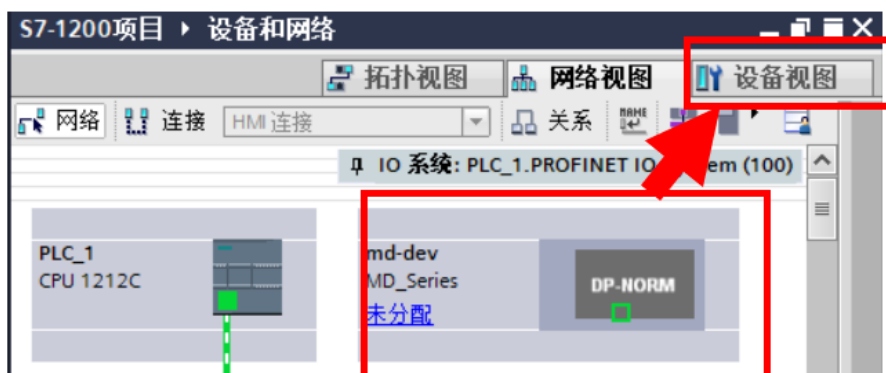 S7-1200项目 ▸ 设备和网络
拓扑视图 网络视图 设备视图
网络 连接 HMI 连接 关系
IO 系统: PLC_1.PROFINET IO em (100)
PLC_1
CPU 1212C
md-dev
MD_Series
未分配
DP-NORM